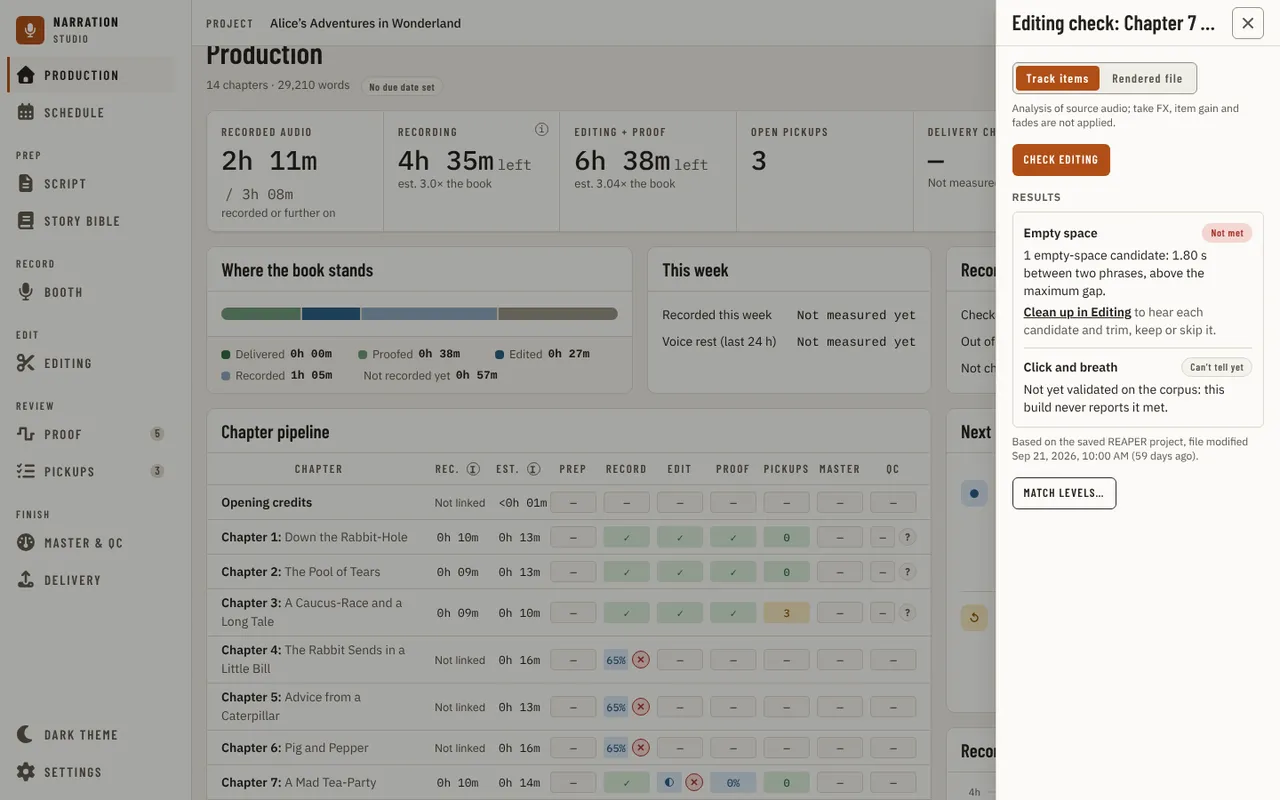 NARRATION
STUDIO
PRODUCTION
SCHEDULE
PREP
SCRIPT
STORY BIBLE
RECORD
BOOTH
EDIT
EDITING
REVIEW
PROOF 5
PICKUPS 3
FINISH
MASTER & QC
DELIVERY
DARK THEME
SETTINGS
PROJECT Alice's Adventures in Wonderland
Production
14 chapters · 29,210 words No due date set
RECORDED AUDIO
2h 11m
/ 3h 08m
recorded or further on
RECORDING
4h 35m left
est. 3.0× the book
EDITING + PROOF
6h 38m left
est. 3.04× the book
OPEN PICKUPS
3
DELIVERY CH
—
Not measure
Where the book stands
Delivered 0h 00m Proofed 0h 38m Edited 0h 27m
Recorded 1h 05m Not recorded yet 0h 57m
This week
Recorded this week Not measured yet
Voice rest (last 24 h) Not measured yet
Recor
Check
Out of
Not ch
Chapter pipeline
CHAPTER REC. EST. PREP RECORD EDIT PROOF PICKUPS MASTER QC
Opening credits Not linked <0h 01m — — — — — — —
Chapter 1: Down the Rabbit-Hole 0h 10m 0h 13m — ✓ ✓ ✓ 0 — — ?
Chapter 2: The Pool of Tears 0h 09m 0h 13m — ✓ ✓ ✓ 0 — — ?
Chapter 3: A Caucus-Race and a
Long Tale 0h 09m 0h 10m — ✓ ✓ ✓ 3 — — ?
Chapter 4: The Rabbit Sends in a
Little Bill Not linked 0h 16m — 65% — — — — —
Chapter 5: Advice from a
Caterpillar Not linked 0h 13m — 65% — — — — —
Chapter 6: Pig and Pepper Not linked 0h 16m — 65% — — — — —
Chapter 7: A Mad Tea-Party 0h 10m 0h 14m — ✓ 0% 0 — —
Next
Recor
4h
Editing check: Chapter 7 ...
Track items Rendered file
Analysis of source audio; take FX, item gain and
fades are not applied.
CHECK EDITING
RESULTS
Empty space Not met
1 empty-space candidate: 1.80 s
between two phrases, above the
maximum gap.
Clean up in Editing to hear each
candidate and trim, keep or skip it.
Click and breath Can't tell yet
Not yet validated on the corpus: this
build never reports it met.
Based on the saved REAPER project, file modified
Sep 21, 2026, 10:00 AM (59 days ago).
MATCH LEVELS…